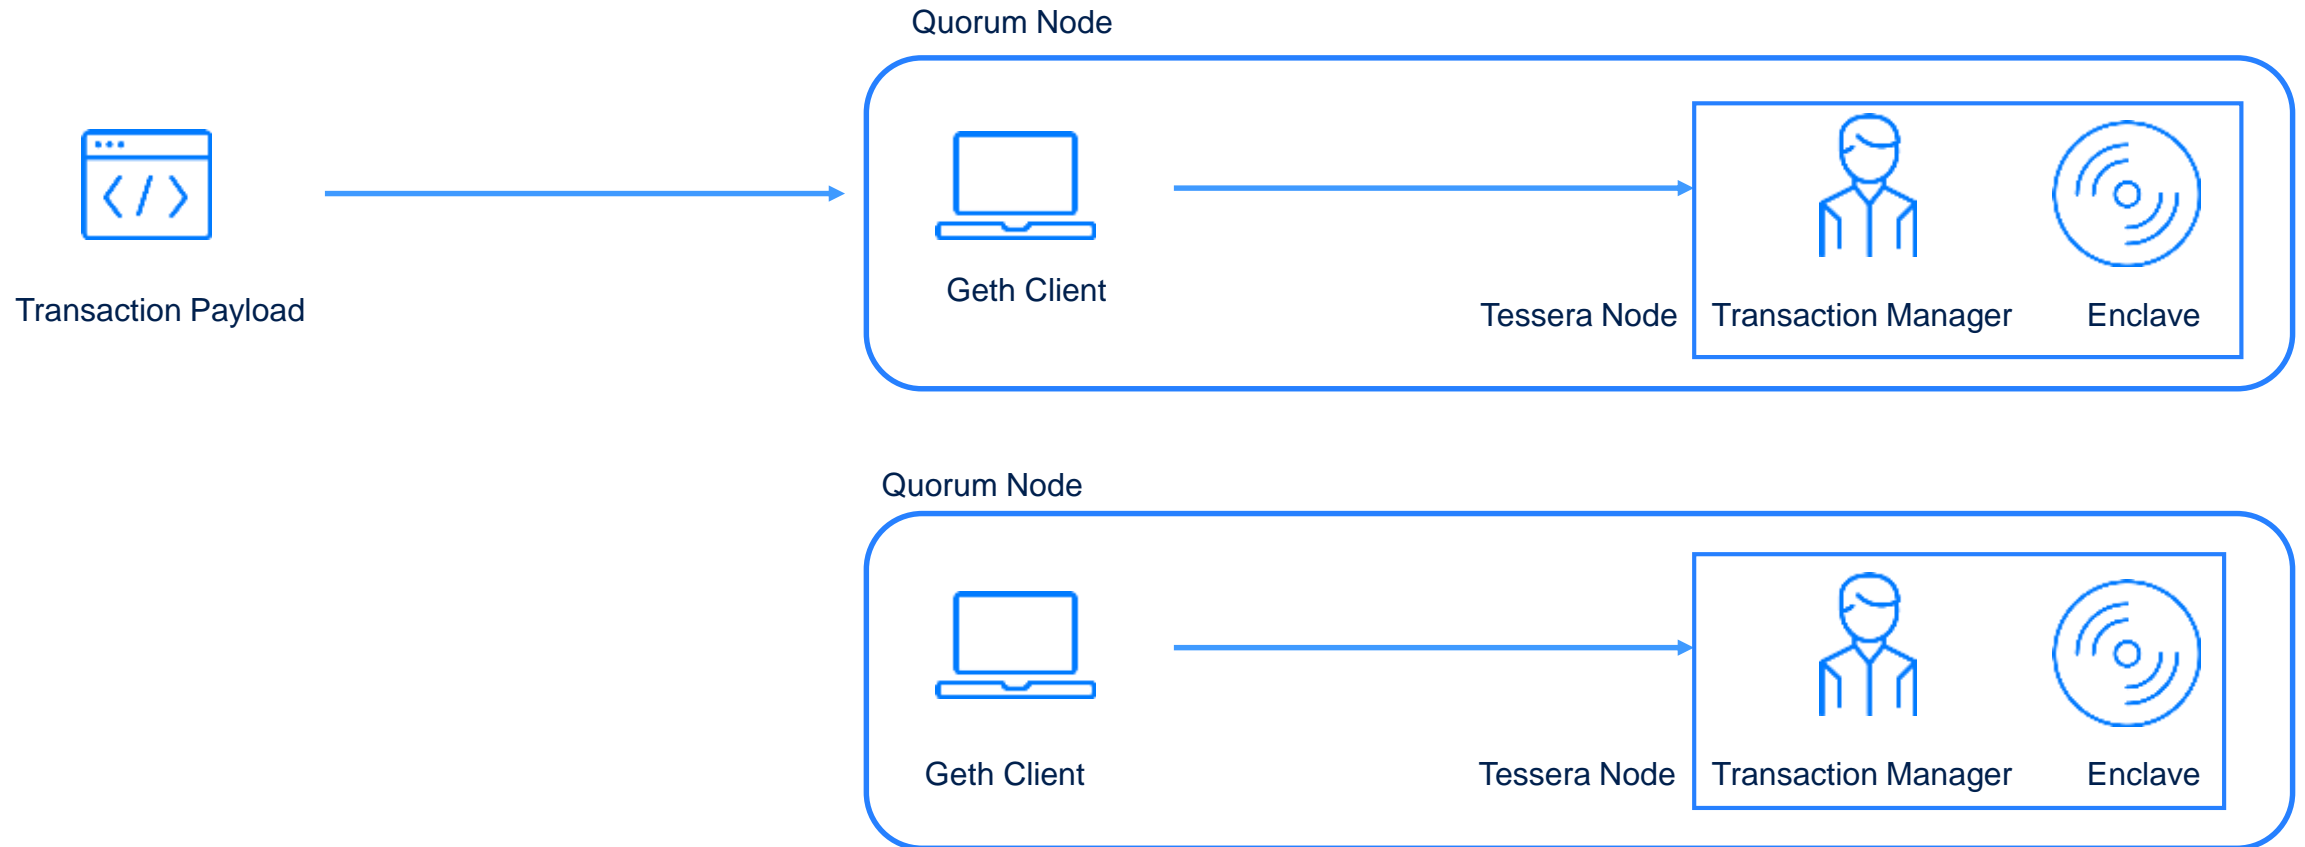 Quorum Node
Transaction Payload
Geth Client
Tessera Node
Transaction Manager
Enclave
Quorum Node
Geth Client
Tessera Node
Transaction Manager
Enclave